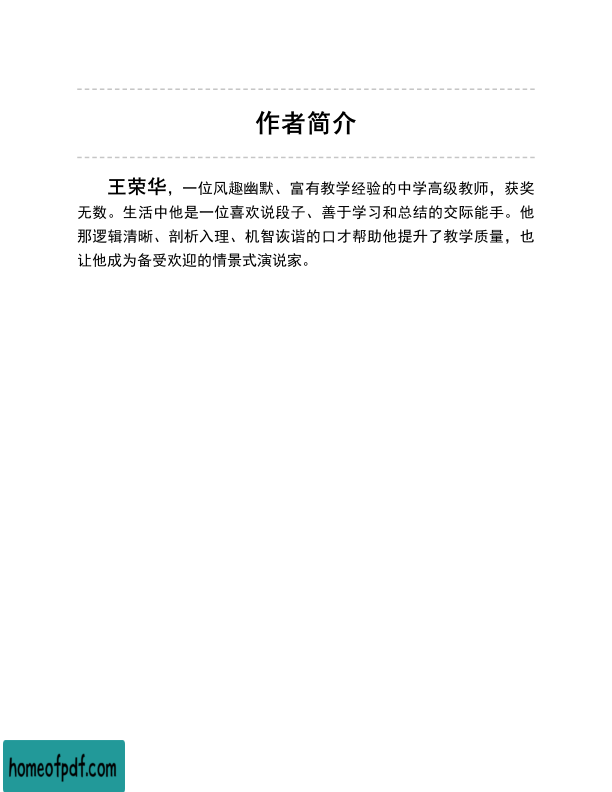 作者简介
王荣华，一位风趣幽默、富有教学经验的中学高级教师，获奖
无数。生活中他是一位喜欢说段子、善于学习和总结的交际能手。他
那逻辑清晰、剖析入理、机智诙谐的口才帮助他提升了教学质量，也
让他成为备受欢迎的情景式演说家。
homeofpdf.com